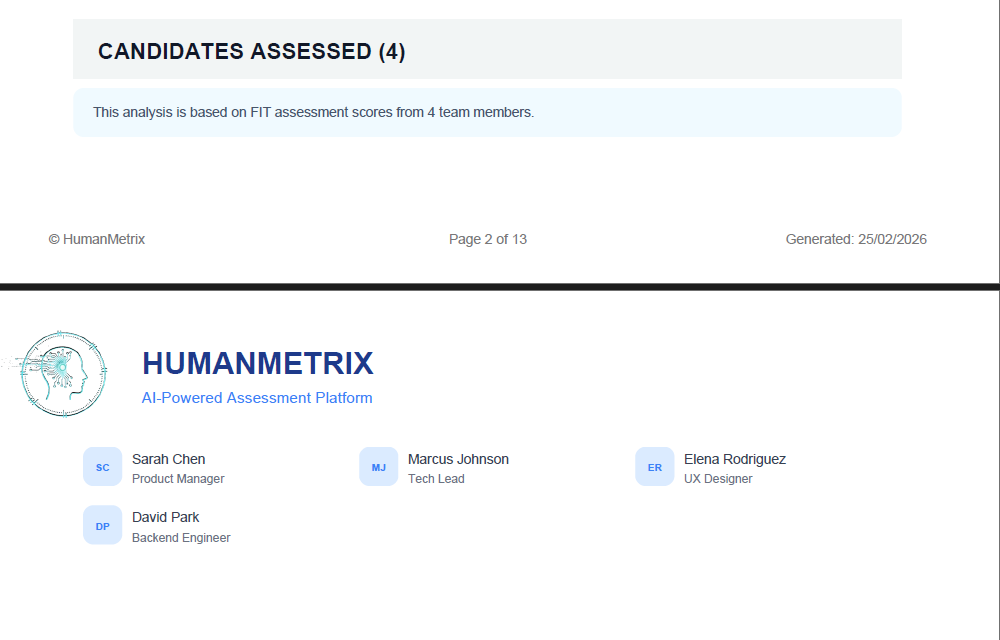 CANDIDATES ASSESSED (4)
This analysis is based on FIT assessment scores from 4 team members.
© HumanMetrix
Page 2 of 13
Generated: 25/02/2026
HUMANMETRIX
AI-Powered Assessment Platform
SC
Sarah Chen
Product Manager
MJ
Marcus Johnson
Tech Lead
ER
Elena Rodriguez
UX Designer
DP
David Park
Backend Engineer